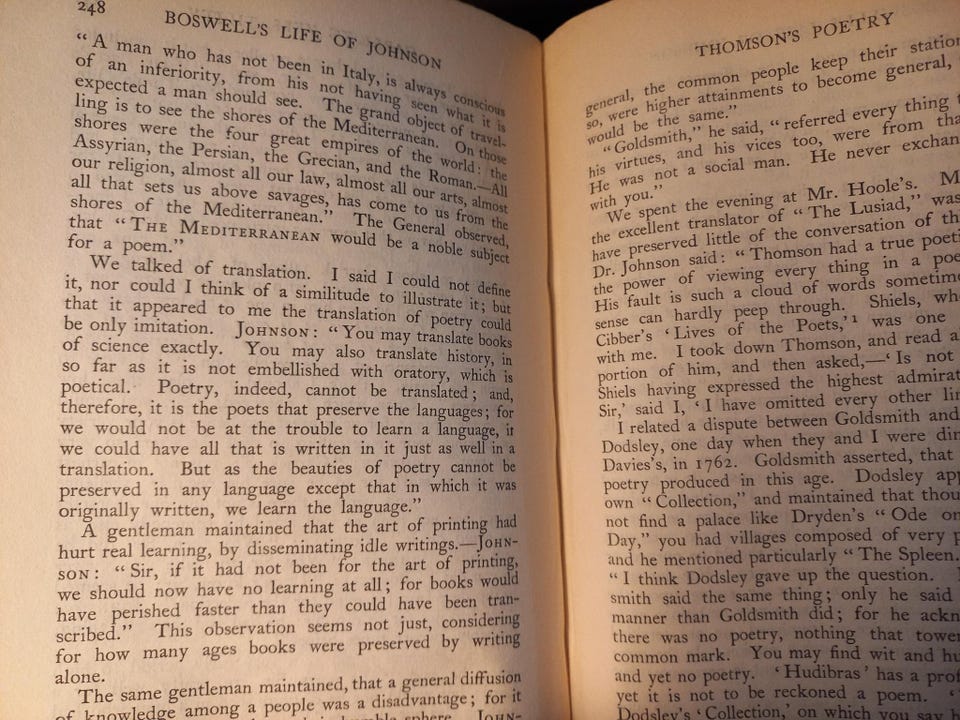 248
BOSWELL'S LIFE OF JOHNSON
"A man who has not been in Italy, is always conscious
of an inferiority, from his not having seen what it is
expected a man should see. The grand object of travel-
ling is to see the shores of the Mediterranean. On those
shores were the four great empires of the world: the
Assyrian, the Persian, the Grecian, and the Roman.—All
our religion, almost all our law, almost all our arts, almost
all that sets us above savages, has come to us from the
shores of the Mediterranean." The General observed,
that "THE MEDITERRANEAN would be a noble subject
for a poem."
We talked of translation. I said I could not define
it, nor could I think of a similitude to illustrate it; but
that it appeared to me the translation of poetry could
be only imitation. JOHNSON: "You may translate books
of science exactly. You may also translate history, in
so far as it is not embellished with oratory, which is
poetical. Poetry, indeed, cannot be translated; and,
therefore, it is the poets that preserve the languages; for
we would not be at the trouble to learn a language, if
we could have all that is written in it just as well in a
translation. But as the beauties of poetry cannot be
preserved in any language except that in which it was
originally written, we learn the language."
A gentleman maintained that the art of printing had
hurt real learning, by disseminating idle writings.—JOHN-
SON: "Sir, if it had not been for the art of printing,
we should now have no learning at all; for books would
have perished faster than they could have been tran-
scribed." This observation seems not just, considering
for how many ages books were preserved by writing
alone.
The same gentleman maintained, that a general diffusion
of knowledge among a people was a disadvantage; for it
humble sphere. JOHN-
THOMSON'S POETRY
general, the common people keep their
so, were higher attainments to become general,
would be the same."
"Goldsmith," he said, "referred every thing
his virtues, and his vices too, were from
He was not a social man. He never
with you."
We spent the evening at Mr. Hoole's.
the excellent translator of "The Lusiad," was
have preserved little of the conversation of
Dr. Johnson said: "Thomson had a true
the power of viewing every thing in a
His fault is such a cloud of words
sense can hardly peep through. Shiels,
Cibber's 'Lives of the Poets,'1 was one
with me. I took down Thomson, and read
portion of him, and then asked,—'Is not
Shiels having expressed the highest
Sir,' said I, 'I have omitted every other
I related a dispute between Goldsmith and
Dodsley, one day when they and I were
Davies's, in 1762. Goldsmith asserted, that
poetry produced in this age. Dodsley
own "Collection," and maintained that
not find a palace like Dryden's "Ode
Day," you had villages composed of very
and he mentioned particularly "The Spleen.
"I think Dodsley gave up the question.
smith said the same thing; only he said
manner than Goldsmith did; for he
there was no poetry, nothing that
common mark. You may find wit and
and yet no poetry. 'Hudibras' has a
yet it is not to be reckoned a poem.
Dodsley's 'Collection,' on which you say